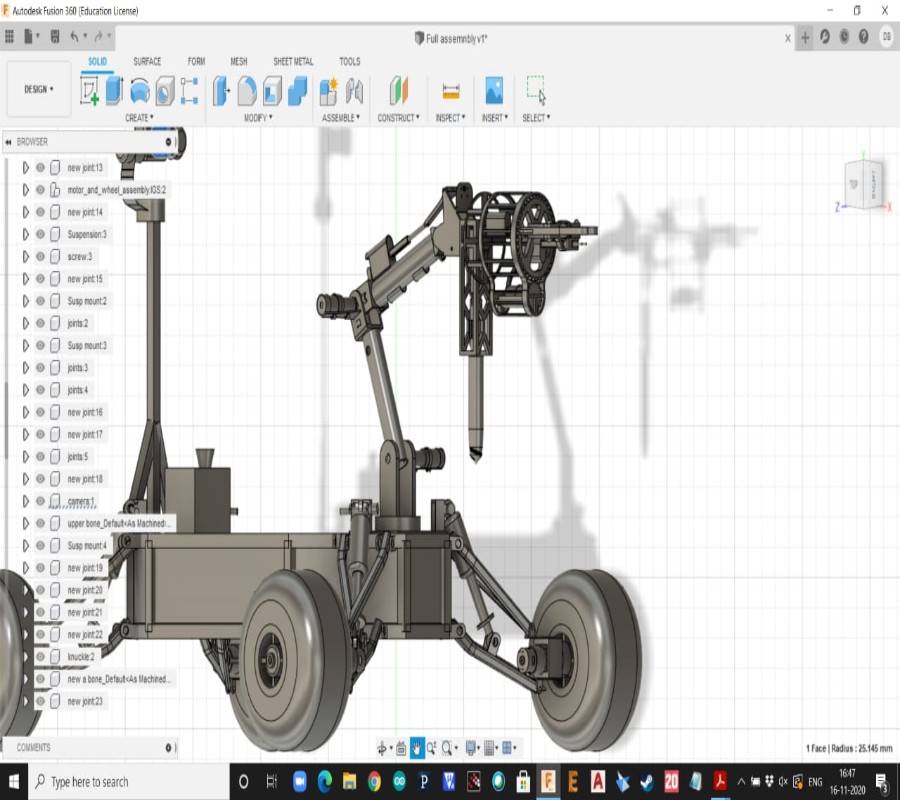 Autodesk Fusion 360 (Education License)
Full assemnbly v1*
DB
SOLID SURFACE FORM MESH SHEET METAL TOOLS
DESIGN
CREATE MODIFY ASSEMBLE CONSTRUCT INSPECT INSERT SELECT
BROWSER
new joint:13
motor_and_wheel_assembly.IGS:2
new joint:14
Suspension:3
screw:3
new joint:15
Susp mount:2
joints:2
Susp mount:3
joints:3
joints:4
new joint:16
new joint:17
joints:5
new joint:18
camera:1
upper bone_Default<As Machined>...
Susp mount:4
new joint:19
new joint:20
new joint:21
new joint:22
knuckle:2
new a bone_Default<As Machined...
new joint:23
RIGHT
Y
Z
X
COMMENTS
1 Face | Radius : 25.145 mm
Type here to search
ENG
16:47
16-11-2020
3